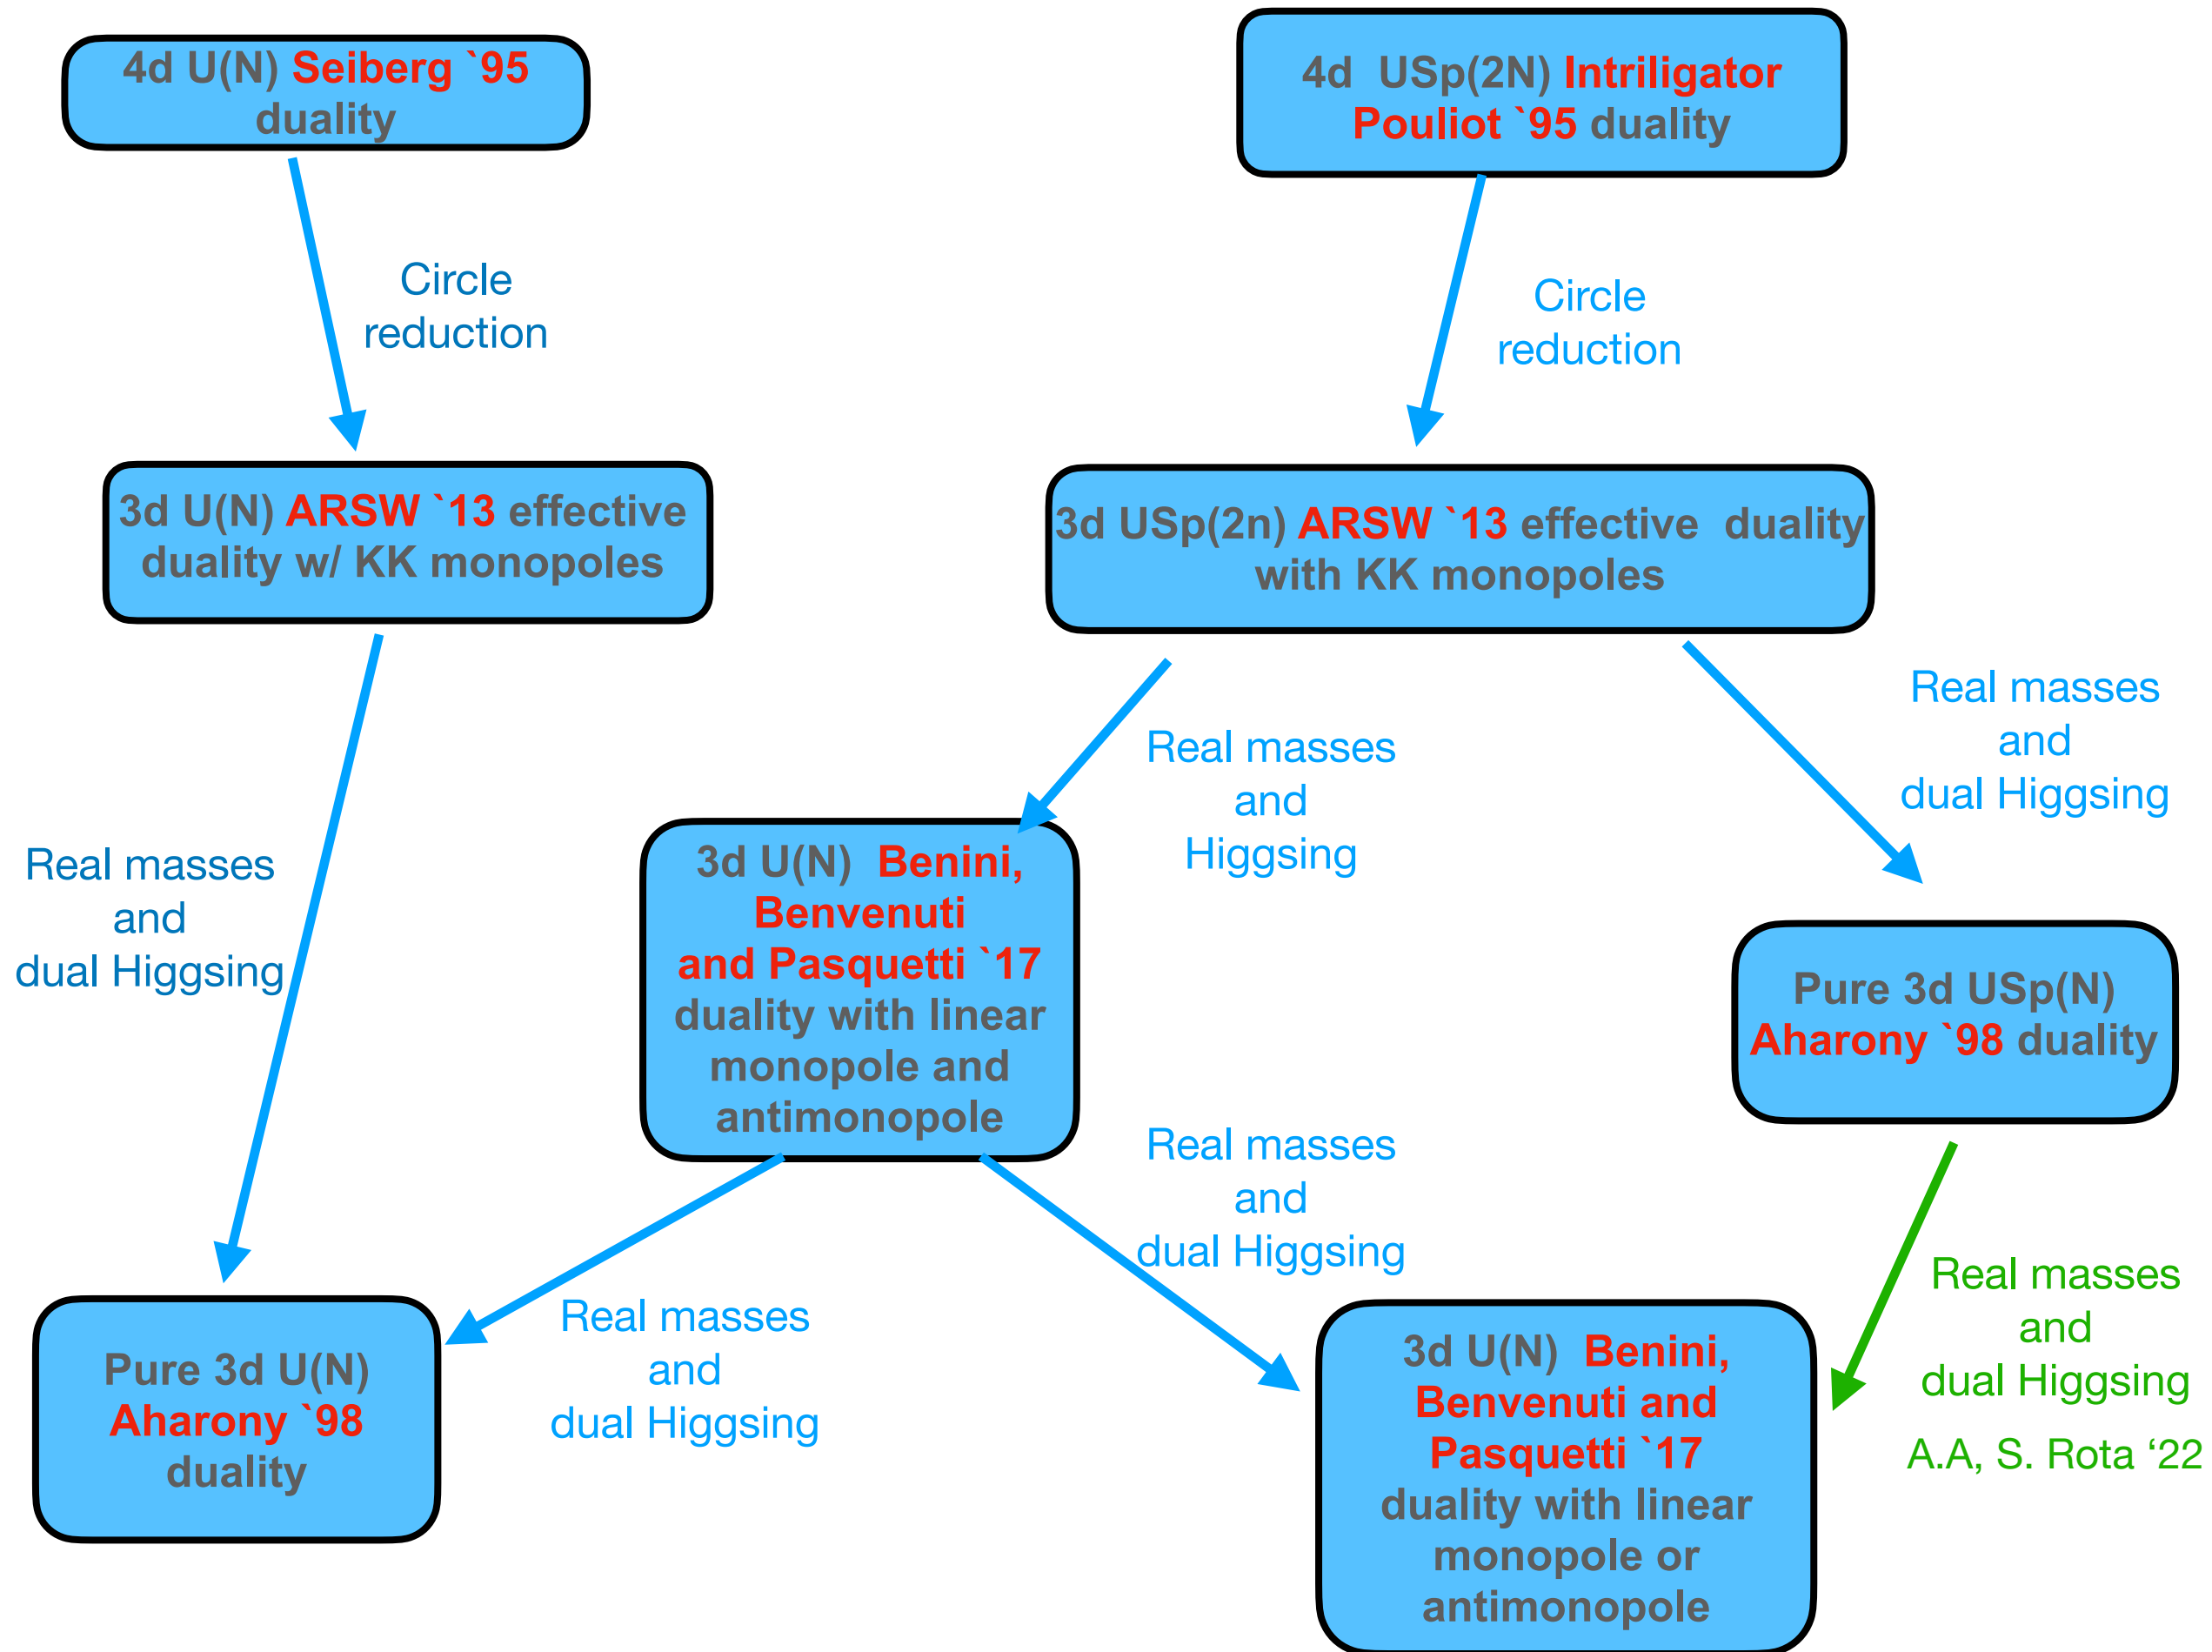 4d U(N) Seiberg `95
duality
4d USp(2N) Intrligator
Pouliot `95 duality
Circle
reduction
Circle
reduction
3d U(N) ARSW `13 effective
duality w/ KK monopoles
3d USp(2n) ARSW `13 effective duality
with KK monopoles
Real masses
and
dual Higgsing
Real masses
and
Higgsing
Real masses
and
dual Higgsing
3d U(N) Benini,
Benvenuti
and Pasquetti `17
duality with linear
monopole and
antimonopole
Pure 3d USp(N)
Aharony `98 duality
Real masses
and
dual Higgsing
Real masses
and
dual Higgsing
Real masses
and
dual Higgsing
A.A, S. Rota ‘22
Pure 3d U(N)
Aharony `98
duality
3d U(N) Benini,
Benvenuti and
Pasquetti `17
duality with linear
monopole or
antimonopole